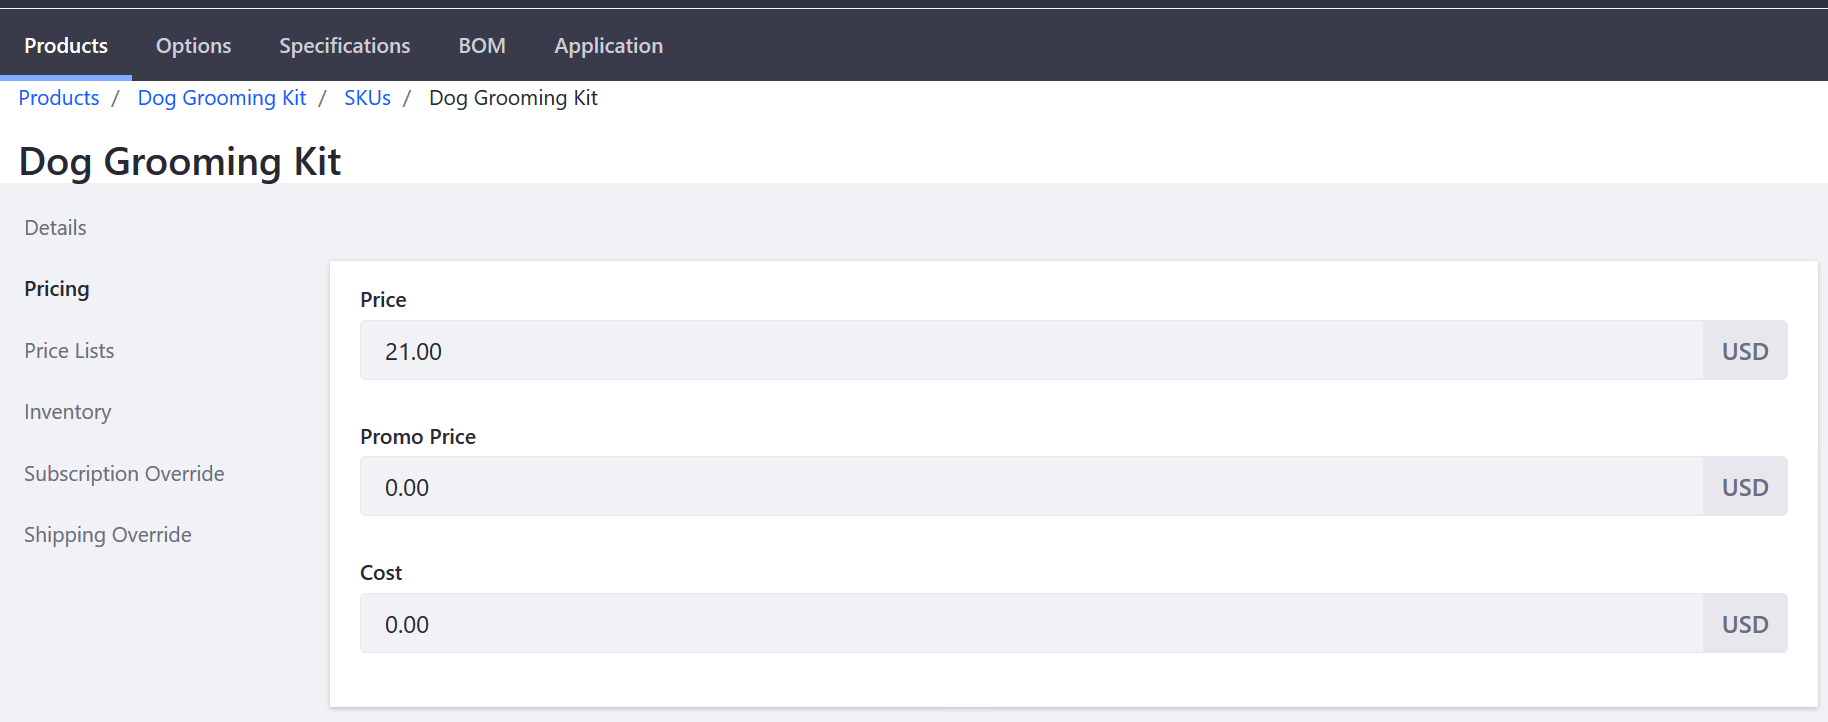 Products Options Specifications BOM Application
Products / Dog Grooming Kit / SKUs / Dog Grooming Kit
Dog Grooming Kit
Details
Pricing
Price Lists
Inventory
Subscription Override
Shipping Override
Price
21.00 USD
Promo Price
0.00 USD
Cost
0.00 USD